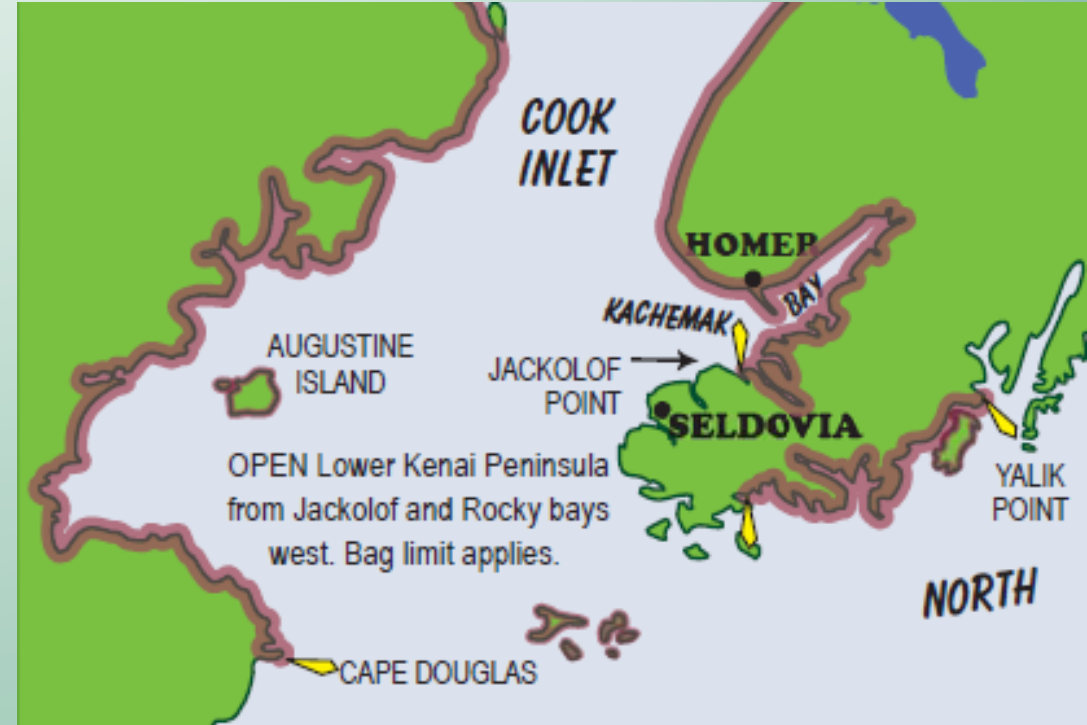 COOK
INLET
HOMER
KACHEMAK
BAY
AUGUSTINE
ISLAND
JACKOLOF
POINT
SELDOVIA
OPEN Lower Kenai Peninsula
from Jackolof and Rocky bays
west. Bag limit applies.
YALIK
POINT
NORTH
CAPE DOUGLAS